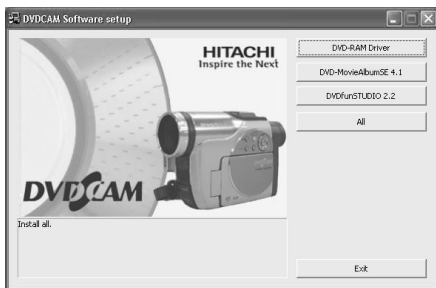 DVDCAM Software setup
HITACHI
Inspire the Next
DVDCAM
Install all.
DVD-RAM Driver
DVD-MovieAlbumSE 4.1
DVDfunSTUDIO 2.2
All
Exit